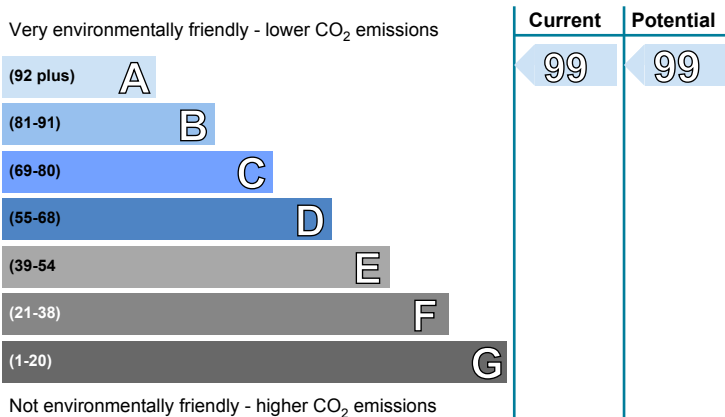 Very environmentally friendly - lower CO2 emissions
Current Potential
(92 plus) A 99 99
(81-91) B
(69-80) C
(55-68) D
(39-54 E
(21-38) F
(1-20) G
Not environmentally friendly - higher CO2 emissions